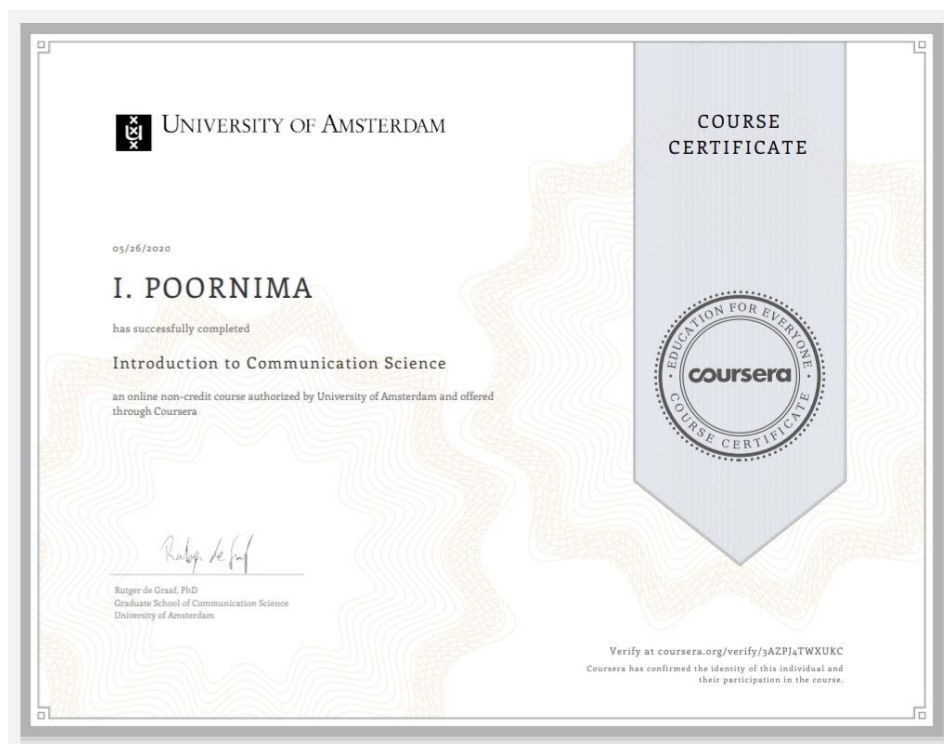 UNIVERSITY OF AMSTERDAM
COURSE
CERTIFICATE
05/26/2020
I. POORNIMA
has successfully completed
Introduction to Communication Science
an online non-credit course authorized by University of Amsterdam and offered
through Coursera
EDUCATION FOR EVERYONE
coursera
COURSE CERTIFICATE
Rutger de Graaf
Rutger de Graaf, PhD
Graduate School of Communication Science
University of Amsterdam
Verify at coursera.org/verify/3AZPJ4TWXUKC
Coursera has confirmed the identity of this individual and
their participation in the course.